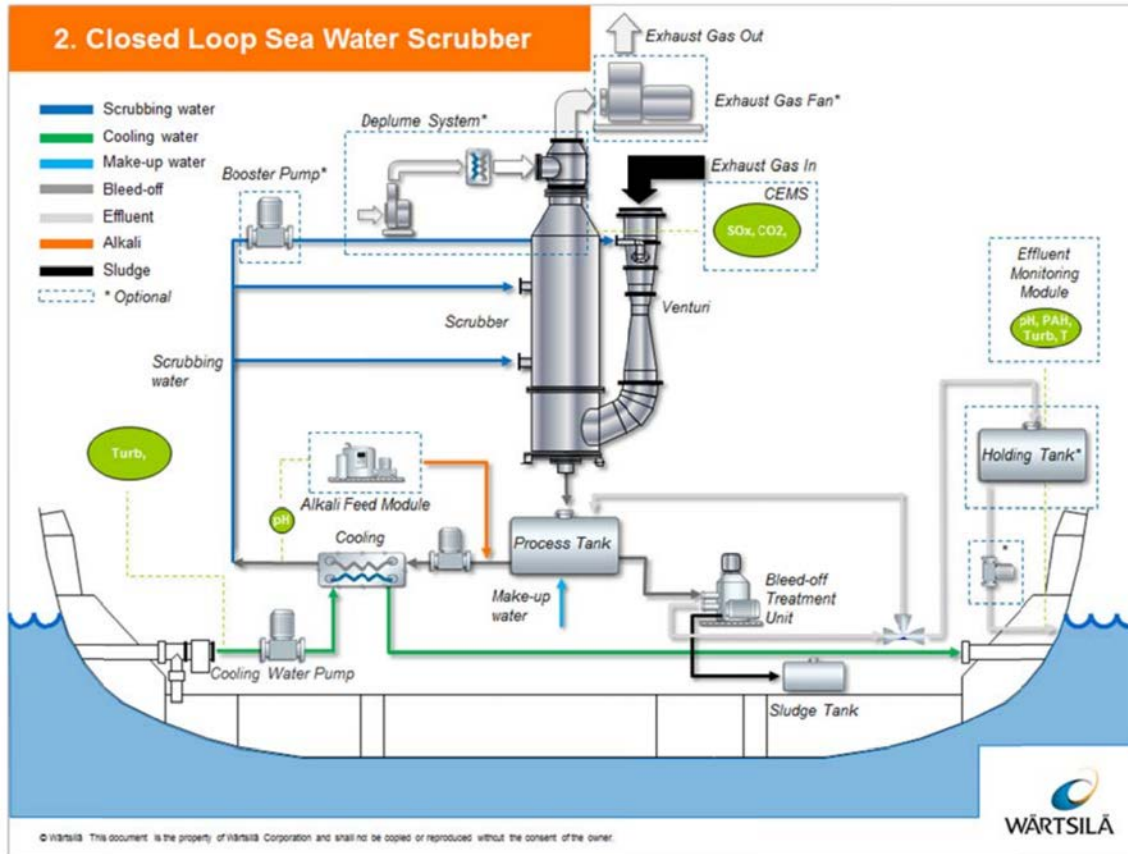 2. Closed Loop Sea Water Scrubber
Scrubbing water
Cooling water
Make-up water
Bleed-off
Effluent
Alkali
Sludge
* Optional
Exhaust Gas Out
Exhaust Gas Fan*
Deplume System*
Booster Pump*
Exhaust Gas In
CEMS
SOx, CO2,
Effluent
Monitoring
Module
pH, PAH,
Turb, T
Venturi
Scrubber
Scrubbing
water
Turb,
Holding Tank*
*
Alkali Feed Module
pH
Cooling
Process Tank
Make-up
water
Bleed-off
Treatment
Unit
Cooling Water Pump
Sludge Tank
WÄRTSILÄ
© Wärtsilä This document is the property of Wärtsilä Corporation and shall not be copied or reproduced without the consent of the owner.